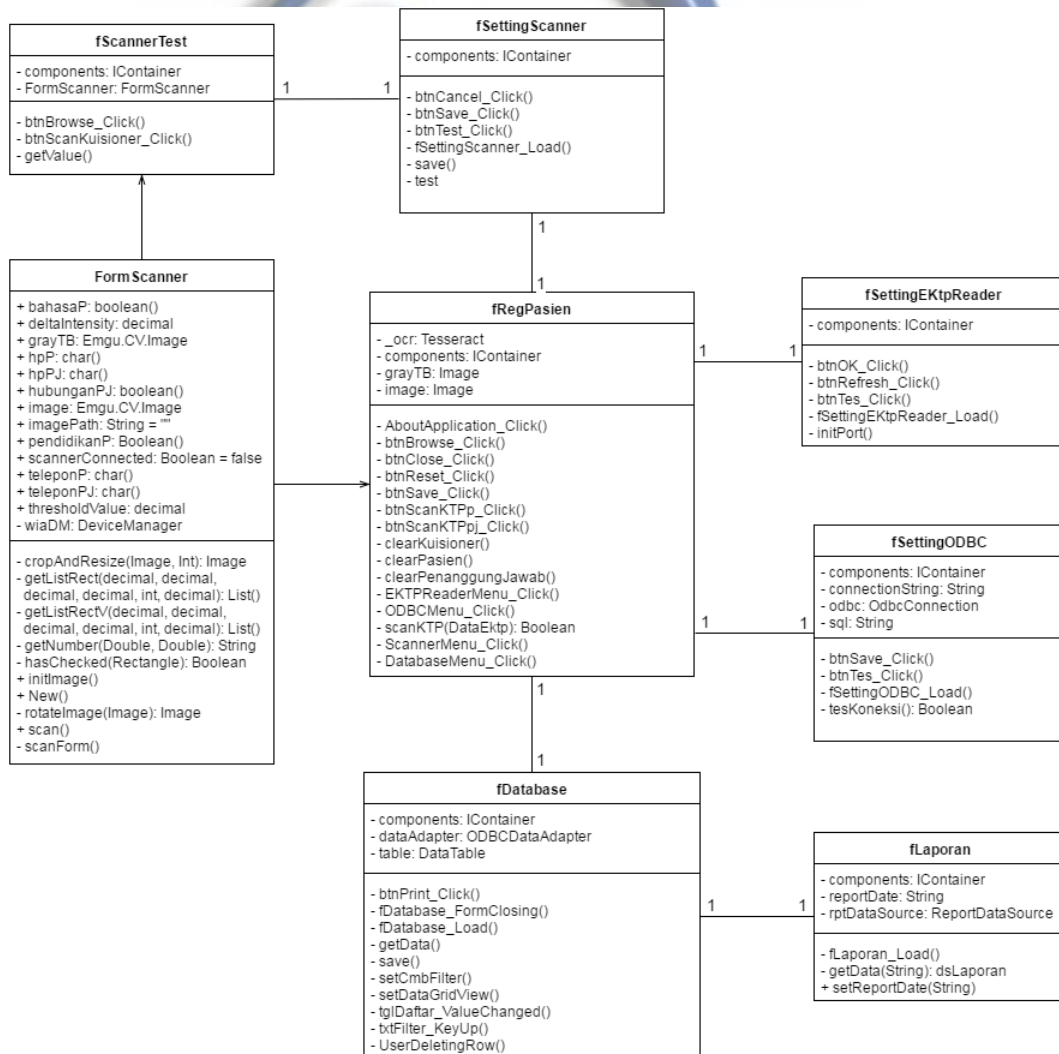 fScannerTest
- components: IContainer
- FormScanner: FormScanner
- btnBrowse_Click()
- btnScanKuisioner_Click()
- getValue()
1
1
fSettingScanner
- components: IContainer
- btnCancel_Click()
- btnSave_Click()
- btnTest_Click()
- fSettingScanner_Load()
- save()
- test
1
1
FormScanner
+ bahasaP: boolean()
+ deltaIntensity: decimal
+ grayTB: Emgu.CV.Image
+ hpP: char()
+ hpPJ: char()
+ hubunganPJ: boolean()
+ image: Emgu.CV.Image
+ imagePath: String = ""
+ pendidikanP: Boolean()
+ scannerConnected: Boolean = false
+ teleponP: char()
+ teleponPJ: char()
+ thresholdValue: decimal
- wiaDM: DeviceManager
- cropAndResize(Image, Int): Image
- getListRect(decimal, decimal,
decimal, decimal, int, decimal): List()
- getListRectV(decimal, decimal,
decimal, decimal, int, decimal): List()
- getNumber(Double, Double): String
- hasChecked(Rectangle): Boolean
+ initImage()
+ New()
- rotateImage(Image): Image
+ scan()
- scanForm()
fRegPasien
- _ocr: Tesseract
- components: IContainer
- grayTB: Image
- image: Image
- AboutApplication_Click()
- btnBrowse_Click()
- btnClose_Click()
- btnReset_Click()
- btnSave_Click()
- btnScanKTPp_Click()
- btnScanKTPpj_Click()
- clearKuisioner()
- clearPasien()
- clearPenanggungJawab()
- EKTPReaderMenu_Click()
- ODBCMenu_Click()
- scanKTP(DataEktp): Boolean
- ScannerMenu_Click()
- DatabaseMenu_Click()
1
1
fSettingEKtpReader
- components: IContainer
- btnOK_Click()
- btnRefresh_Click()
- btnTes_Click()
- fSettingEKtpReader_Load()
- initPort()
1
1
fSettingODBC
- components: IContainer
- connectionString: String
- odbc: OdbcConnection
- sql: String
- btnSave_Click()
- btnTes_Click()
- fSettingODBC_Load()
- tesKoneksi(): Boolean
1
1
fDatabase
- components: IContainer
- dataAdapter: ODBCDataAdapter
- table: DataTable
- btnPrint_Click()
- fDatabase_FormClosing()
- fDatabase_Load()
- getData()
- save()
- setCmbFilter()
- setDataGridView()
- tglDaftar_ValueChanged()
- txtFilter_KeyUp()
- UserDeletingRow()
1
1
fLaporan
- components: IContainer
- reportDate: String
- rptDataSource: ReportDataSource
- fLaporan_Load()
- getData(String): dsLaporan
+ setReportDate(String)